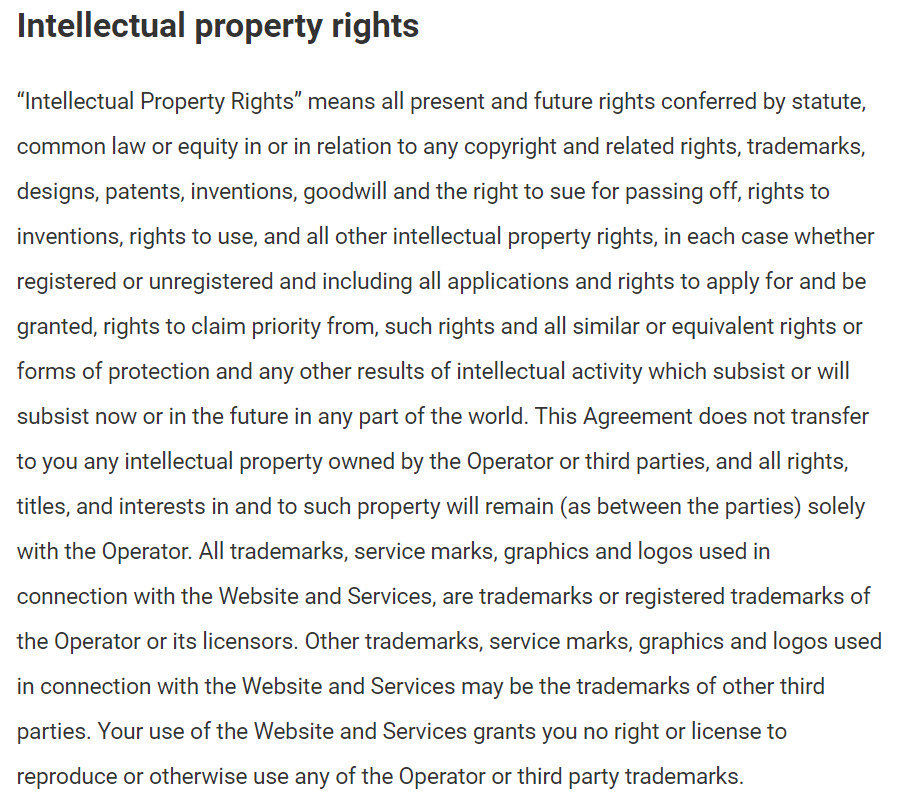 Intellectual property rights
“Intellectual Property Rights” means all present and future rights conferred by statute,
common law or equity in or in relation to any copyright and related rights, trademarks,
designs, patents, inventions, goodwill and the right to sue for passing off, rights to
inventions, rights to use, and all other intellectual property rights, in each case whether
registered or unregistered and including all applications and rights to apply for and be
granted, rights to claim priority from, such rights and all similar or equivalent rights or
forms of protection and any other results of intellectual activity which subsist or will
subsist now or in the future in any part of the world. This Agreement does not transfer
to you any intellectual property owned by the Operator or third parties, and all rights,
titles, and interests in and to such property will remain (as between the parties) solely
with the Operator. All trademarks, service marks, graphics and logos used in
connection with the Website and Services, are trademarks or registered trademarks of
the Operator or its licensors. Other trademarks, service marks, graphics and logos used
in connection with the Website and Services may be the trademarks of other third
parties. Your use of the Website and Services grants you no right or license to
reproduce or otherwise use any of the Operator or third party trademarks.